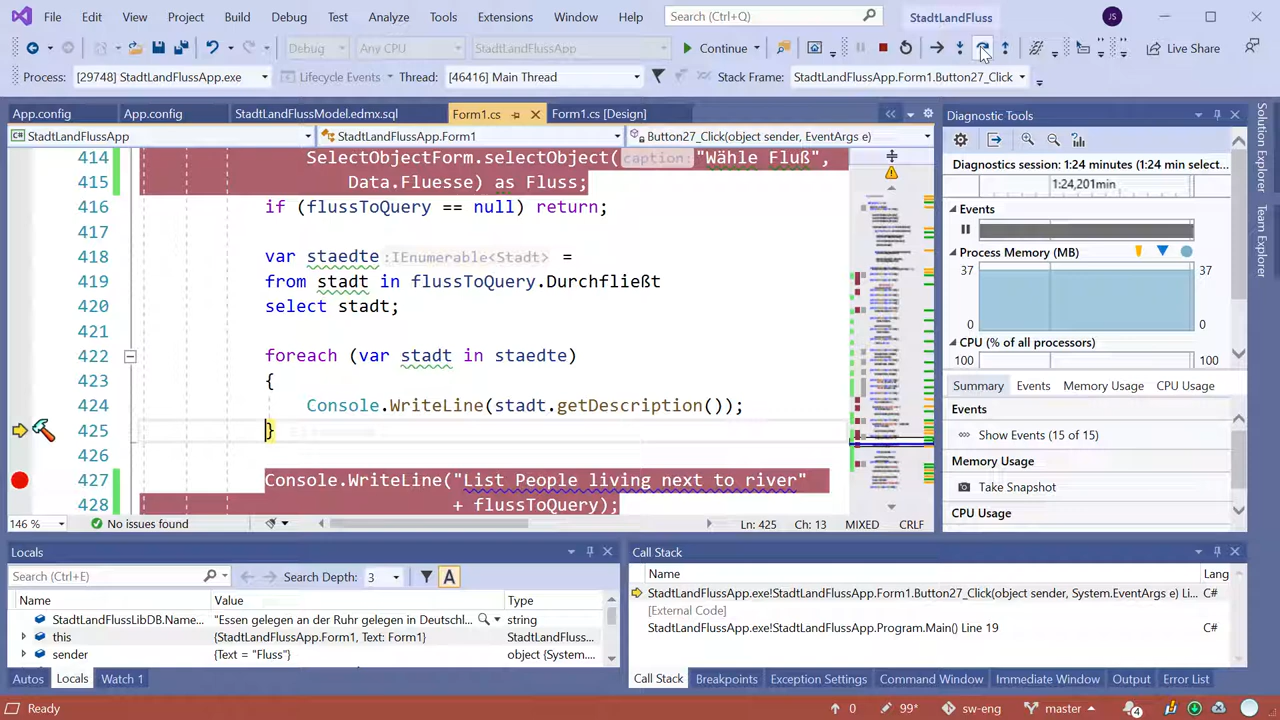 File Edit View Project Build Debug Test Analyze Tools Extensions Window Help Search (Ctrl+Q) StadtLandFluss JS
Debug Any CPU StadtLandFlussApp Continue Live Share
Process: [29748] StadtLandFlussApp.exe Lifecycle Events Thread: [46416] Main Thread Stack Frame: StadtLandFlussApp.Form1.Button27_Click
App.config App.config StadtLandFlussModel.edmx.sql Form1.cs Form1.cs [Design]
StadtLandFlussApp StadtLandFlussApp.Form1 Button27_Click(object sender, EventArgs e)
414 SelectObjectForm.selectObject(caption: "Wähle Fluß",
415 Data.Fluesse) as Fluss;
416 if (flussToQuery == null) return;
417
418 var staedte :IEnumerable<Stadt> =
419 from stadt in flussToQuery.Durchfließt
420 select stadt;
421
422 foreach (var stadt in staedte)
423 {
424 Console.WriteLine(stadt.getDescription());
425
426
427 Console.WriteLine( ist People living next to river"
428 + flussToQuery);
146 % No issues found Ln: 425 Ch: 13 MIXED CRLF
Diagnostic Tools
Diagnostics session: 1:24 minutes (1:24 min select...
1:24,201min
Events
Process Memory (MB)
37 37
CPU (% of all processors)
100 100
Summary Events Memory Usage CPU Usage
Events
Show Events of 15)
Memory Usage
Take Snapshot
CPU Usage
Solution Explorer
Team Explorer
Locals
Search (Ctrl+E) Search Depth: 3 A
Name Value Type
StadtLandFlussLibDB.Name... "Essen gelegen an der Ruhr gelegen in Deutschl... string
this {StadtLandFlussApp.Form1, Text: Form1} StadtLandFluss...
sender {Text = "Fluss"} object {System....
Autos Locals Watch 1
Call Stack
Name Lang
StadtLandFlussApp.exe!StadtLandFlussApp.Form1.Button27_Click(object sender, System.EventArgs e) Li... C#
[External Code]
StadtLandFlussApp.exe!StadtLandFlussApp.Program.Main() Line 19 C#
Call Stack Breakpoints Exception Settings Command Window Immediate Window Output Error List
Ready 0 99* sw-eng master 4